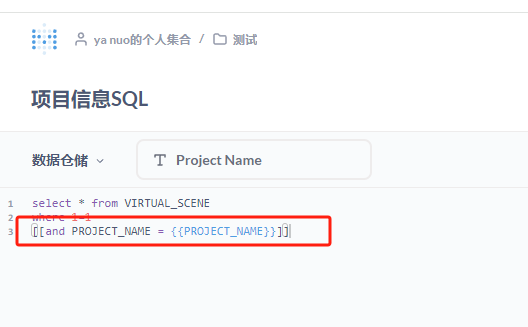 ya nuo的个人集合 / 测试
项目信息SQL
数据仓储 Project Name
1 select * from VIRTUAL_SCENE
2 where 1=1
3 [[and PROJECT_NAME = {{PROJECT_NAME}}]]